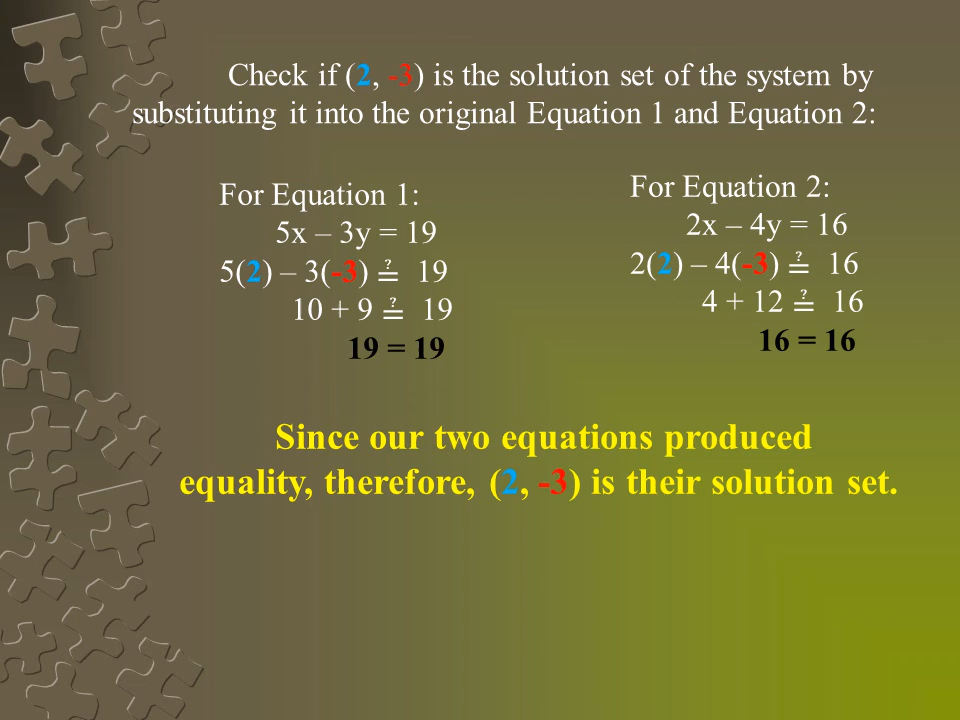 Check if (2, -3) is the solution set of the system by
substituting it into the original Equation 1 and Equation 2:
For Equation 1:
5x – 3y = 19
5(2) – 3(-3) ≟ 19
10 + 9 ≟ 19
19 = 19
For Equation 2:
2x – 4y = 16
2(2) – 4(-3) ≟ 16
4 + 12 ≟ 16
16 = 16
Since our two equations produced
equality, therefore, (2, -3) is their solution set.